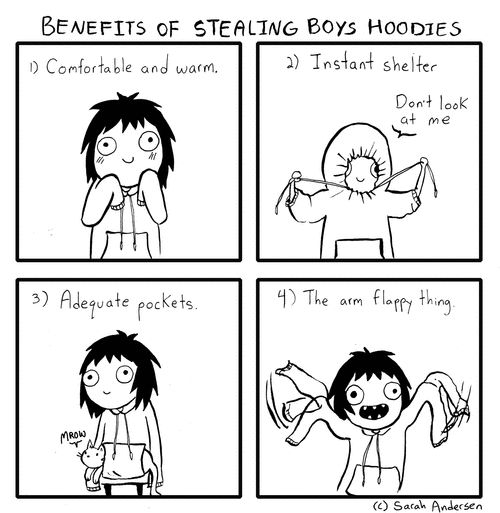 BENEFITS OF STEALING BOYS HOODIES
1) Comfortable and warm.
2) Instant shelter
Don't look
at me
3) Adequate pockets.
MROW
4) The arm flappy thing.
(c) Sarah Andersen